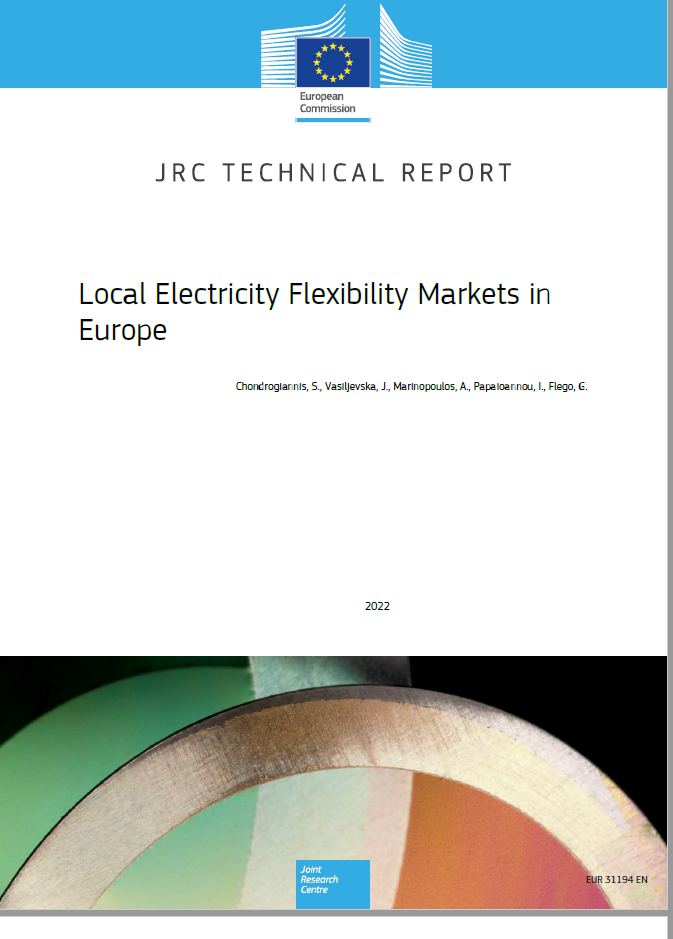 European
Commission
JRC TECHNICAL REPORT
Local Electricity Flexibility Markets in
Europe
Chondrogiannis, S., Vasiljevska, J., Marinopoulos, A., Papaioannou, I., Flego, G.
2022
Joint
Research
Centre
EUR 31194 EN